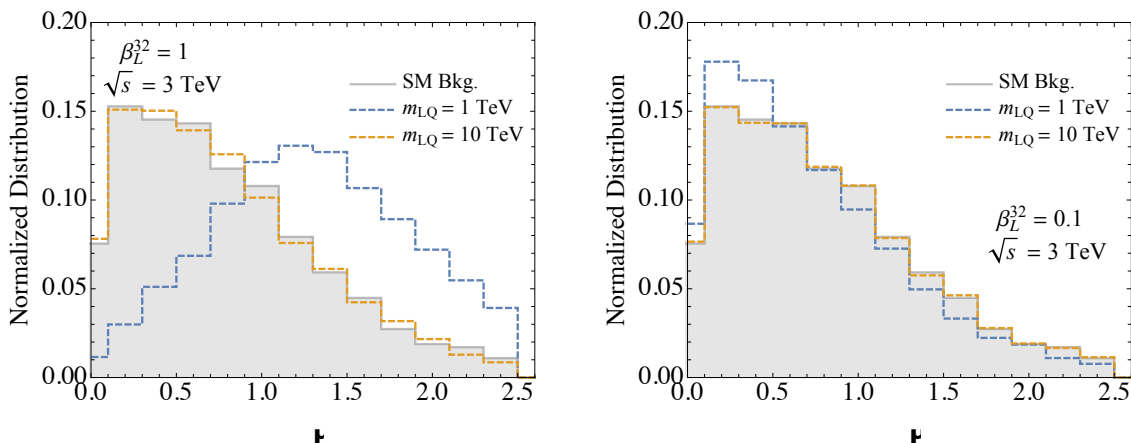 0.20
0.15
0.10
0.05
0.00
Normalized Distribution
β_L^32 = 1
√s = 3 TeV
SM Bkg.
m_LQ = 1 TeV
m_LQ = 10 TeV
0.0 0.5 1.0 1.5 2.0 2.5
0.20
0.15
0.10
0.05
0.00
Normalized Distribution
SM Bkg.
m_LQ = 1 TeV
m_LQ = 10 TeV
β_L^32 = 0.1
√s = 3 TeV
0.0 0.5 1.0 1.5 2.0 2.5